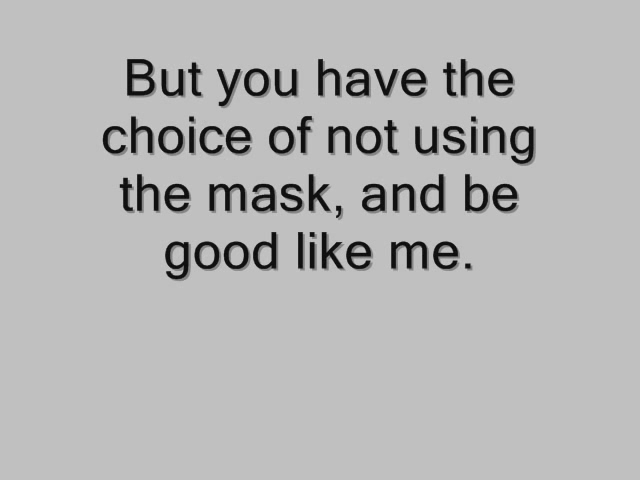 But you have the
choice of not using
the mask, and be
good like me.